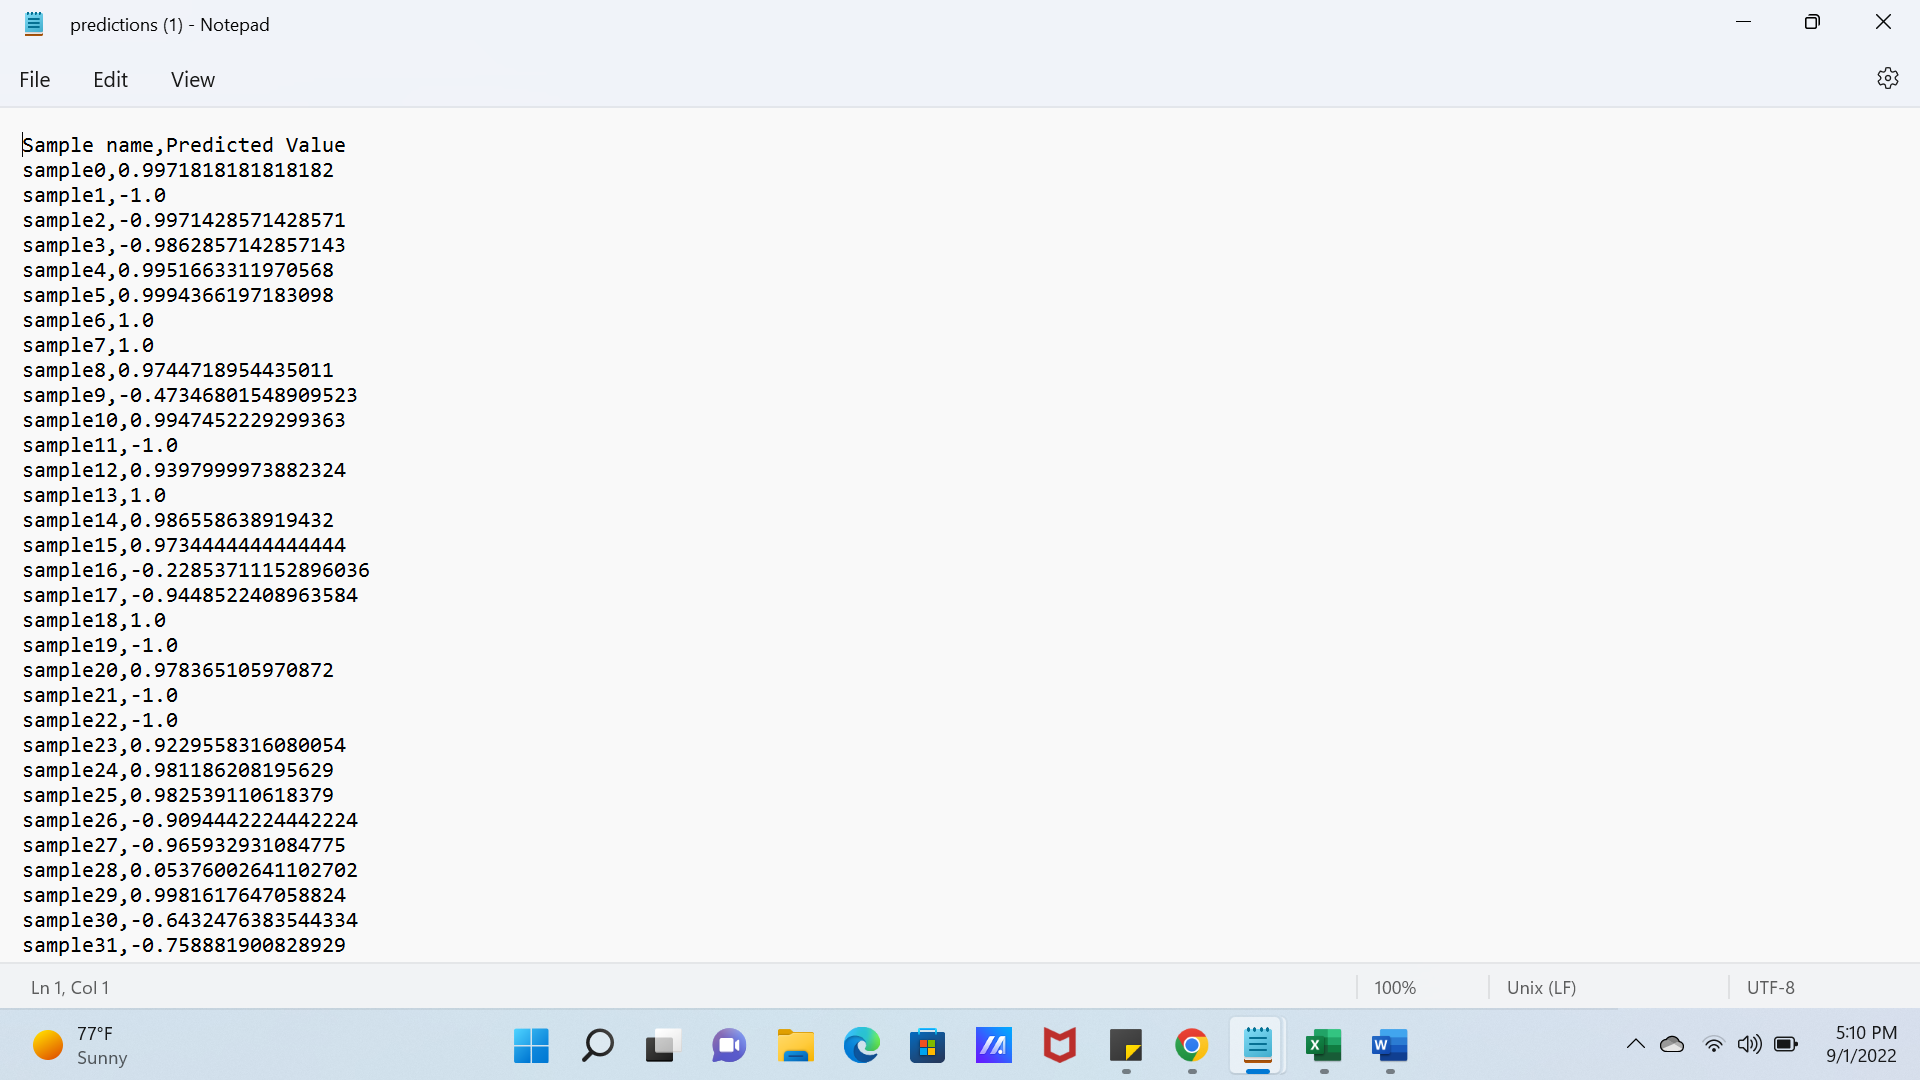 predictions (1) - Notepad
File Edit View
Sample name,Predicted Value
sample0,0.9971818181818182
sample1,-1.0
sample2,-0.9971428571428571
sample3,-0.9862857142857143
sample4,0.9951663311970568
sample5,0.9994366197183098
sample6,1.0
sample7,1.0
sample8,0.9744718954435011
sample9,-0.47346801548909523
sample10,0.9947452229299363
sample11,-1.0
sample12,0.9397999973882324
sample13,1.0
sample14,0.986558638919432
sample15,0.9734444444444444
sample16,-0.22853711152896036
sample17,-0.9448522408963584
sample18,1.0
sample19,-1.0
sample20,0.978365105970872
sample21,-1.0
sample22,-1.0
sample23,0.9229558316080054
sample24,0.981186208195629
sample25,0.982539110618379
sample26,-0.9094442224442224
sample27,-0.965932931084775
sample28,0.05376002641102702
sample29,0.9981617647058824
sample30,-0.6432476383544334
sample31,-0.758881900828929
Ln 1, Col 1 100% Unix (LF) UTF-8
77°F
Sunny
5:10 PM
9/1/2022